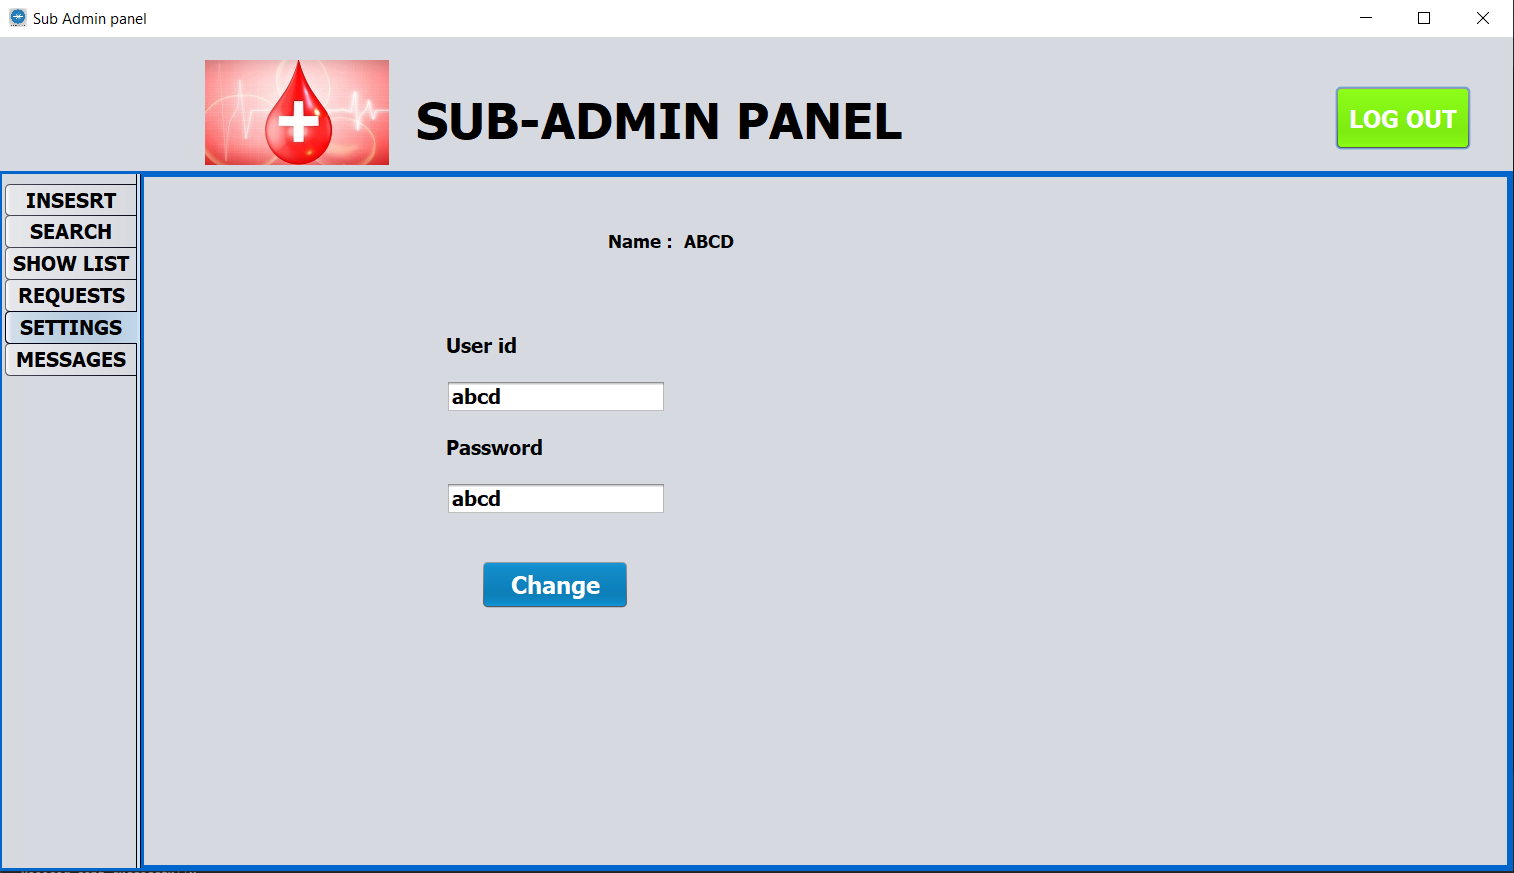 Sub Admin panel
SUB-ADMIN PANEL
LOG OUT
INSESRT
SEARCH
SHOW LIST
REQUESTS
SETTINGS
MESSAGES
Name : ABCD
User id
abcd
Password
abcd
Change